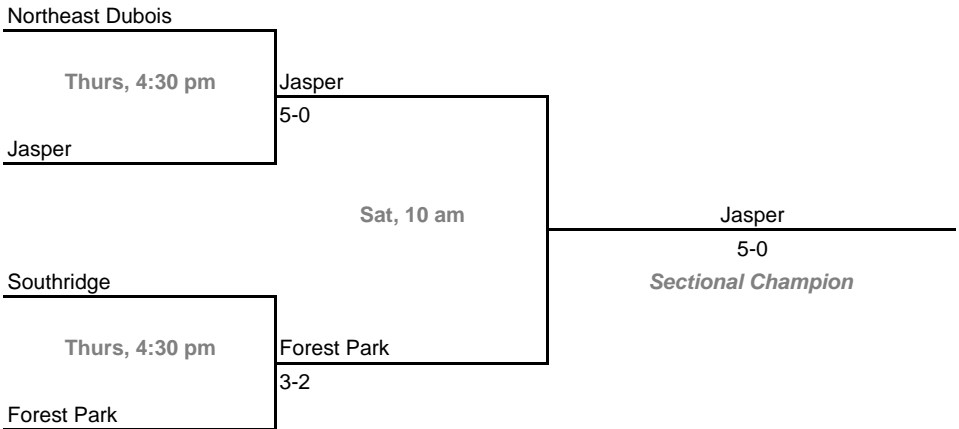 Northeast Dubois
Thurs, 4:30 pm
Jasper
5-0
Jasper
Sat, 10 am
Jasper
5-0
Sectional Champion
Southridge
Thurs, 4:30 pm
Forest Park
3-2
Forest Park